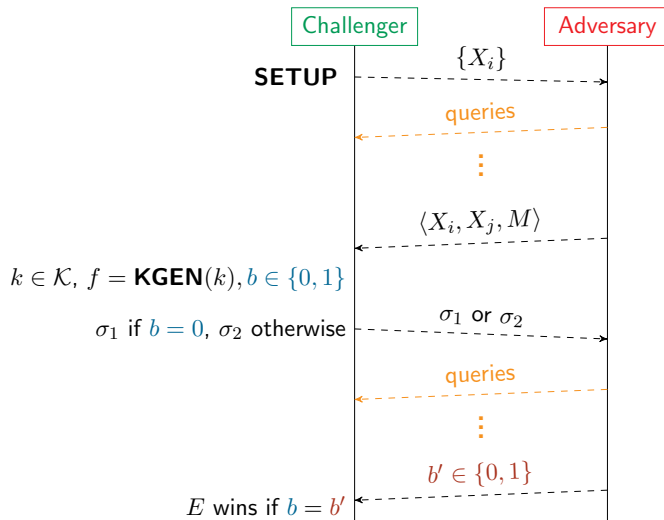 Challenger Adversary
{X_i}
SETUP
queries
⋮
⟨X_i, X_j, M⟩
k ∈ 𝒦, f = KGEN(k), b ∈ {0, 1}
σ_1 if b = 0, σ_2 otherwise σ_1 or σ_2
queries
⋮
b′ ∈ {0, 1}
E wins if b = b′